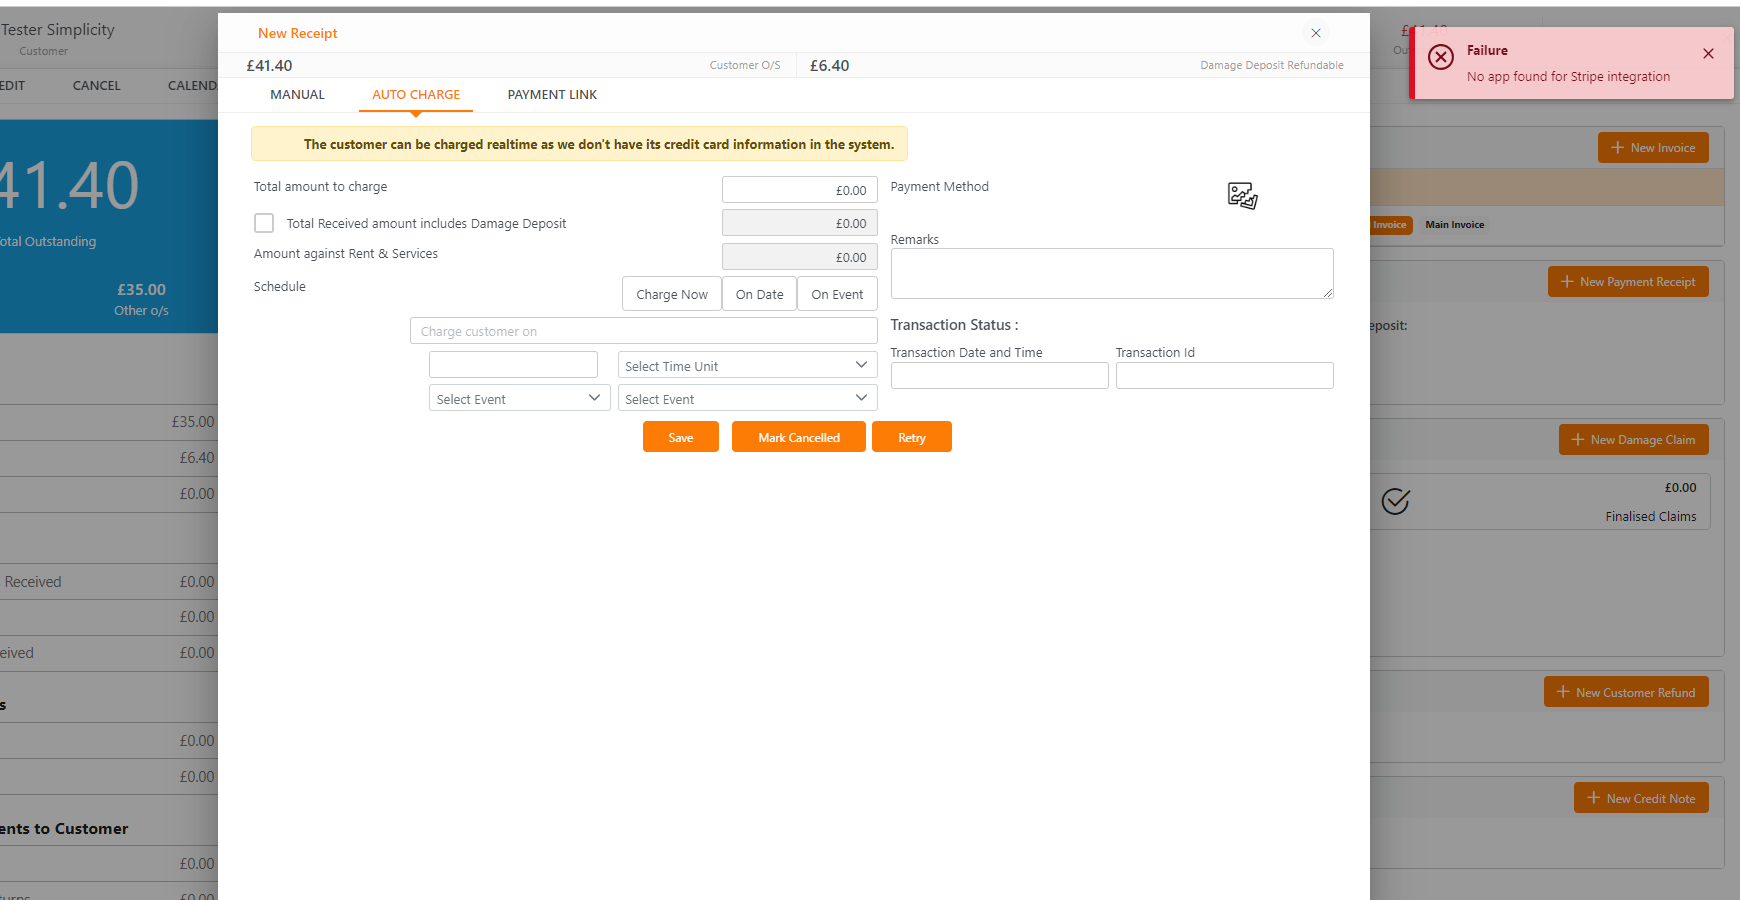 Tester Simplicity
Customer
EDIT
CANCEL
CALEND
41.40
Total Outstanding
£35.00
Other o/s
£35.00
£6.40
£0.00
Received
£0.00
£0.00
eived
£0.00
s
£0.00
£0.00
ents to Customer
£0.00
turns
£0.00
New Receipt
£41.40
Customer O/S
£6.40
Damage Deposit Refundable
MANUAL
AUTO CHARGE
PAYMENT LINK
The customer can be charged realtime as we don't have its credit card information in the system.
Total amount to charge
£0.00
Total Received amount includes Damage Deposit
£0.00
Amount against Rent & Services
£0.00
Schedule
Charge Now
On Date
On Event
Charge customer on
Select Time Unit
Select Event
Select Event
Payment Method
Remarks
Transaction Status :
Transaction Date and Time
Transaction Id
Save
Mark Cancelled
Retry
£41.40
Ou
Failure
No app found for Stripe integration
New Invoice
Invoice
Main Invoice
New Payment Receipt
eposit:
New Damage Claim
£0.00
Finalised Claims
New Customer Refund
New Credit Note